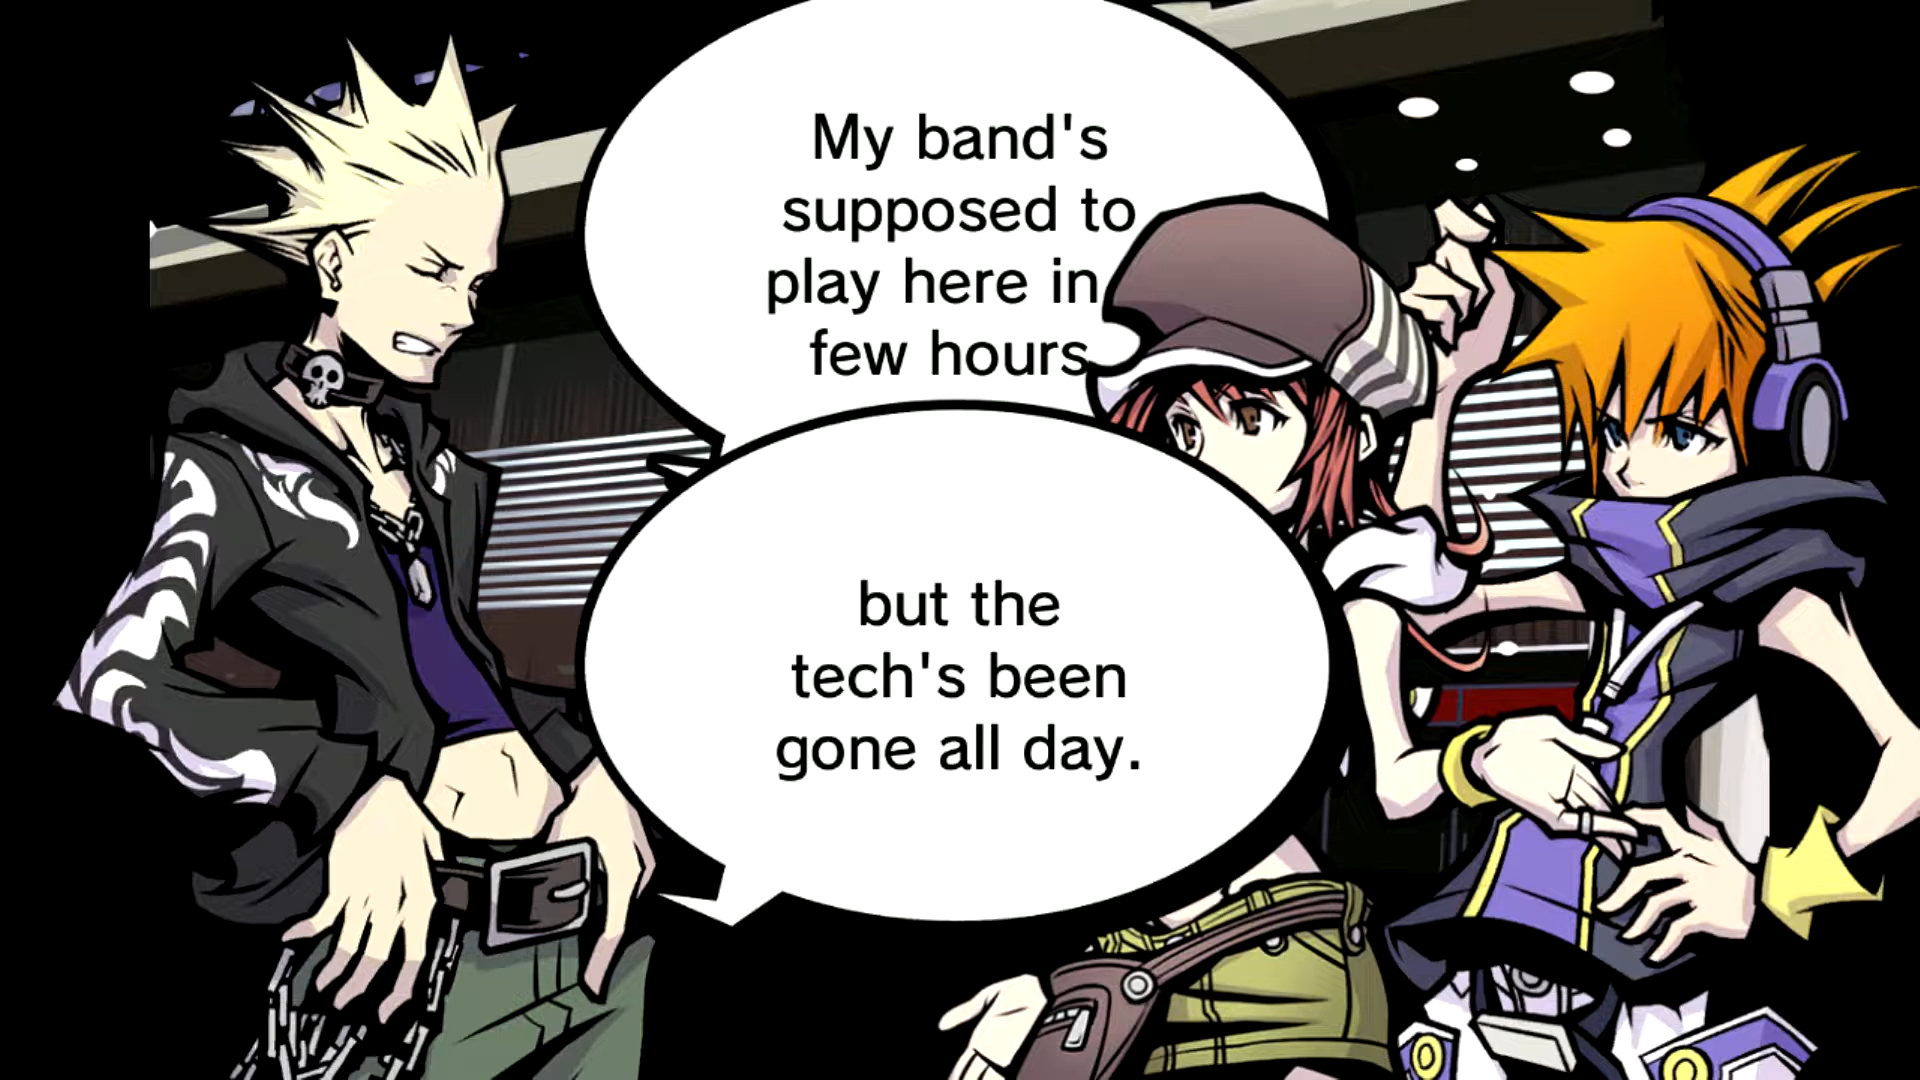 My band's
supposed to
play here in
few hours
but the
tech's been
gone all day.